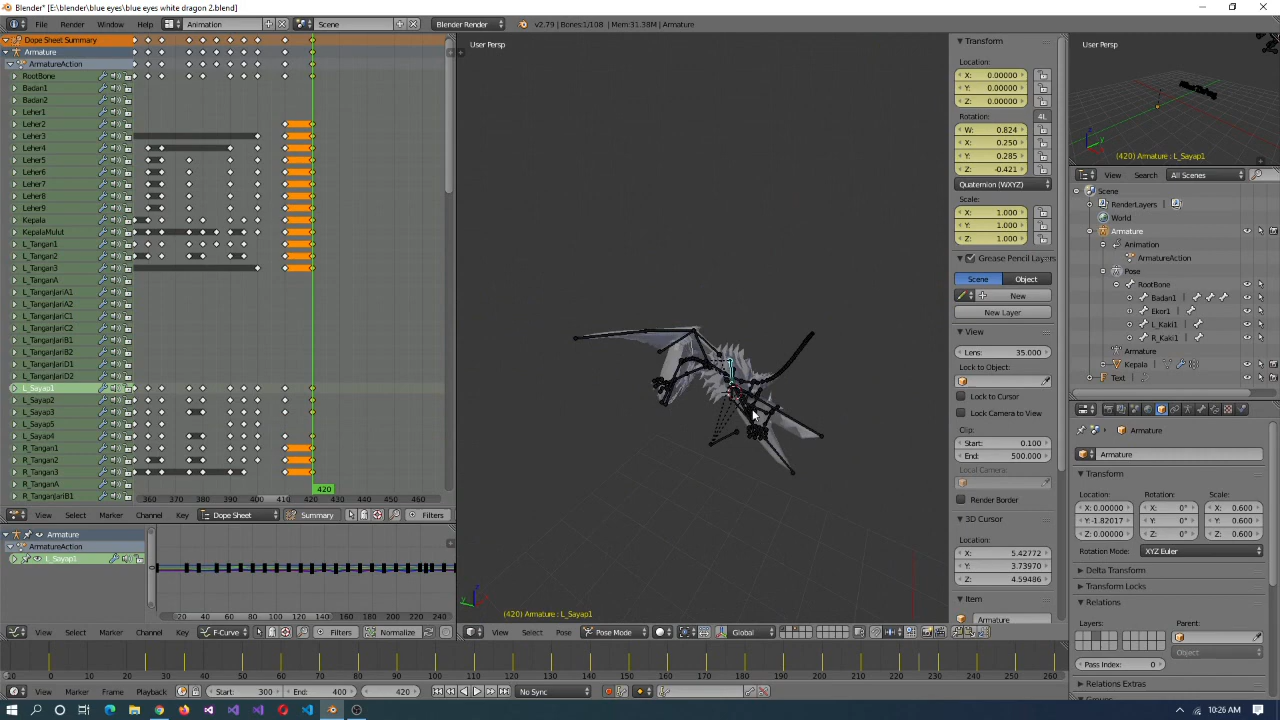 Blender* [E:\blender\blue eyes\blue eyes white dragon 2.blend]
File Render Window Help Animation Scene Blender Render v2.79 | Bones:1/108 | Mem:31.38M | Armature
Dope Sheet Summary
Armature
ArmatureAction
RootBone
Badan1
Badan2
Leher1
Leher2
Leher3
Leher4
Leher5
Leher6
Leher7
Leher8
Leher9
Kepala
KepalaMulut
L_Tangan1
L_Tangan2
L_Tangan3
L_TanganA
L_TanganJariA1
L_TanganJariA2
L_TanganJariC1
L_TanganJariC2
L_TanganJariB1
L_TanganJariB2
L_TanganJariD1
L_TanganJariD2
L_Sayap1
L_Sayap2
L_Sayap3
L_Sayap5
L_Sayap4
R_Tangan1
R_Tangan2
R_Tangan3
R_TanganA
R_TanganJariB1
420
360 370 380 390 400 410 420 430 440 450 460
View Select Marker Channel Key Dope Sheet Summary Filters
Armature
ArmatureAction
L_Sayap1
20 40 60 80 100 120 140 160 180 200 220 240
View Select Marker Channel Key F-Curve Filters Normalize
User Persp
(420) Armature : L_Sayap1
View Select Pose Pose Mode Global
Transform
Location:
X: 0.00000
Y: 0.00000
Z: 0.00000
Rotation: 4L
W: 0.824
X: 0.250
Y: 0.285
Z: -0.421
Quaternion (WXYZ)
Scale:
X: 1.000
Y: 1.000
Z: 1.000
Grease Pencil Layers
Scene Object
New
New Layer
View
Lens: 35.000
Lock to Object:
Lock to Cursor
Lock Camera to View
Clip:
Start: 0.100
End: 500.000
Local Camera:
Render Border
3D Cursor
Location:
X: 5.42772
Y: 3.73970
Z: 4.59486
Item
Armature
User Persp
(420) Armature : L_Sayap1
View Search All Scenes
Scene
RenderLayers
World
Armature
Animation
ArmatureAction
Pose
RootBone
Badan1
Ekor1
L_Kaki1
R_Kaki1
Armature
Kepala
Text
Armature
Armature
Transform
Location: Rotation: Scale:
X: 0.00000 X: 0° X: 0.600
Y:-1.82017 Y: 0° Y: 0.600
Z: 0.00000 Z: 0° Z: 0.600
Rotation Mode: XYZ Euler
Delta Transform
Transform Locks
Relations
Layers: Parent:
Object
Pass Index: 0
Relations Extras
-10 0 10 20 30 40 50 60 70 80 90 100 110 120 130 140 150 160 170 180 190 200 210 220 230 240 250 260
View Marker Frame Playback Start: 300 End: 400 420 No Sync
10:26 AM